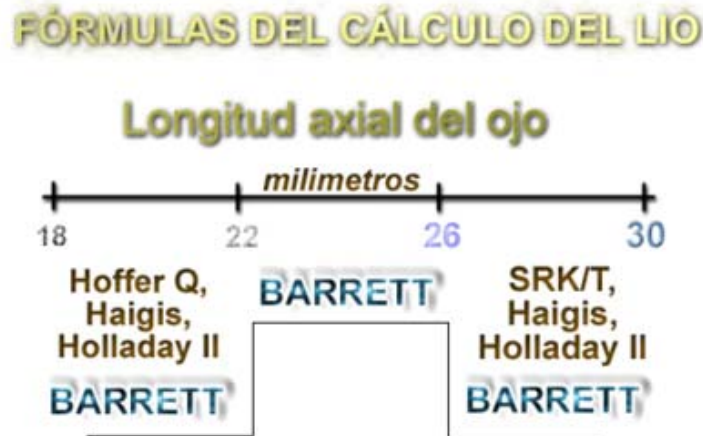 FÓRMULAS DEL CÁLCULO DEL LIO
Longitud axial del ojo
milimetros
18 22 26 30
Hoffer Q,
Haigis,
Holladay II
BARRETT
BARRETT
SRK/T,
Haigis,
Holladay II
BARRETT